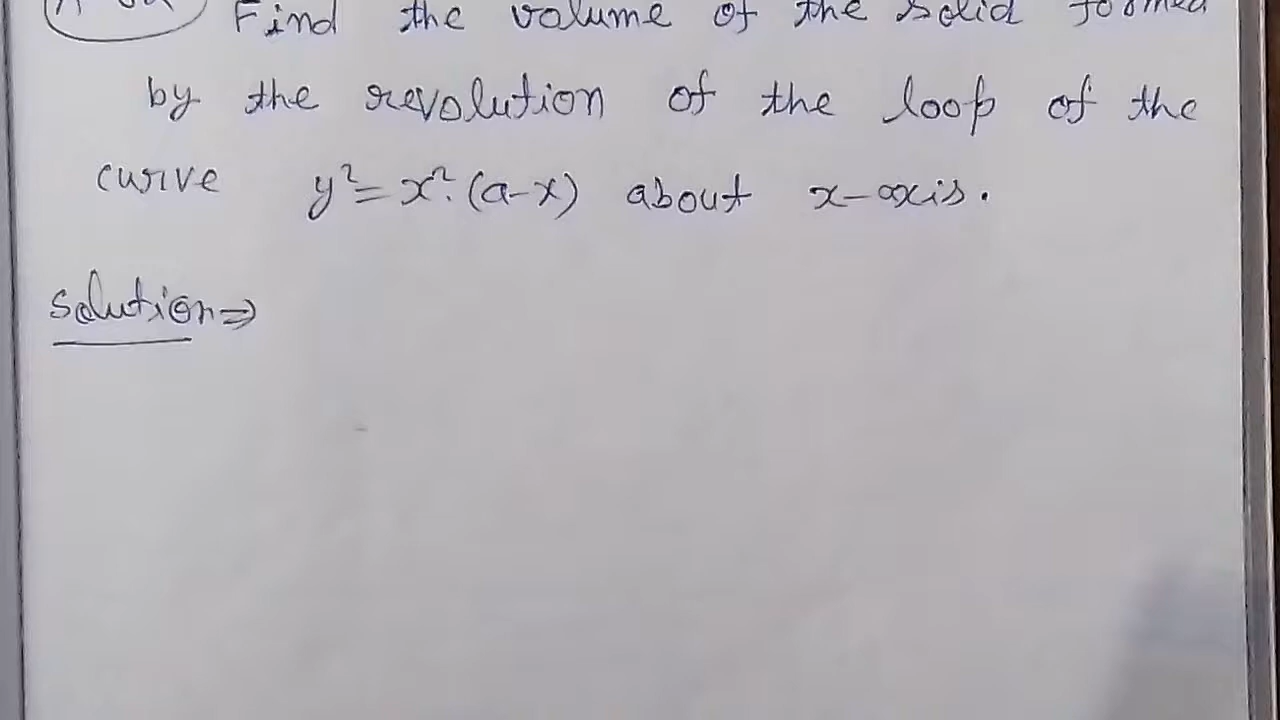 Find the volume of the solid formed
by the revolution of the loop of the
curve y²=x².(a-x) about x-axis.
Solution⇒